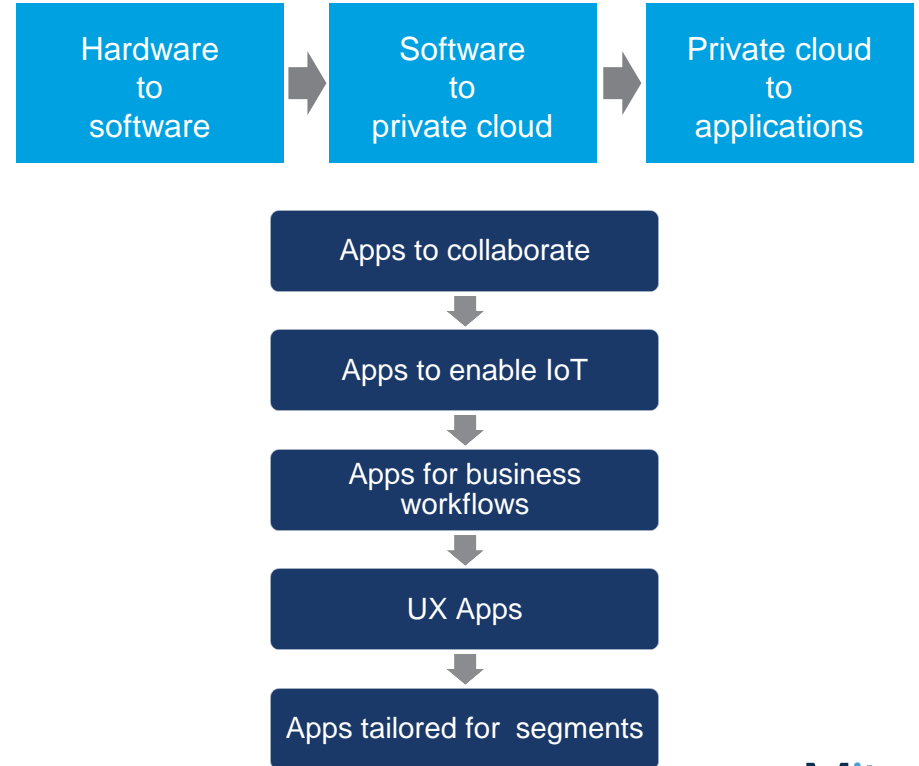 Hardware
to
software
Software
to
private cloud
Private cloud
to
applications
Apps to collaborate
Apps to enable IoT
Apps for business
workflows
UX Apps
Apps tailored for segments